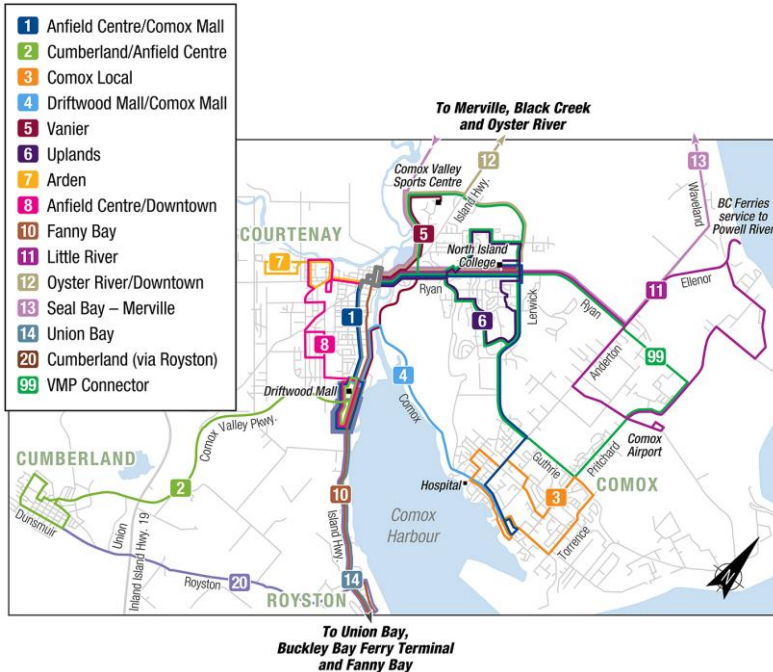 1 Anfield Centre/Comox Mall
2 Cumberland/Anfield Centre
3 Comox Local
4 Driftwood Mall/Comox Mall
5 Vanier
6 Uplands
7 Arden
8 Anfield Centre/Downtown
10 Fanny Bay
11 Little River
12 Oyster River/Downtown
13 Seal Bay – Merville
14 Union Bay
20 Cumberland (via Royston)
99 VMP Connector
To Merville, Black Creek
and Oyster River
12
13
Comox Valley
Sports Centre
Island Hwy.
Waveland
BC Ferries
service to
Powell River
COURTENAY
5
North Island
College
7
Ryan
11
Ellenor
Lerwick
Ryan
1
6
8
Anderton
99
4
Driftwood Mall
Comox
Comox Valley Pkwy.
Comox
Airport
Pritchard
Guthrie
CUMBERLAND
COMOX
2
Hospital
3
10
Dunsmuir
Union
Inland Island Hwy. 19
Island Hwy.
Comox
Harbour
Torrence
Royston
20
14
ROYSTON
To Union Bay,
Buckley Bay Ferry Terminal
and Fanny Bay